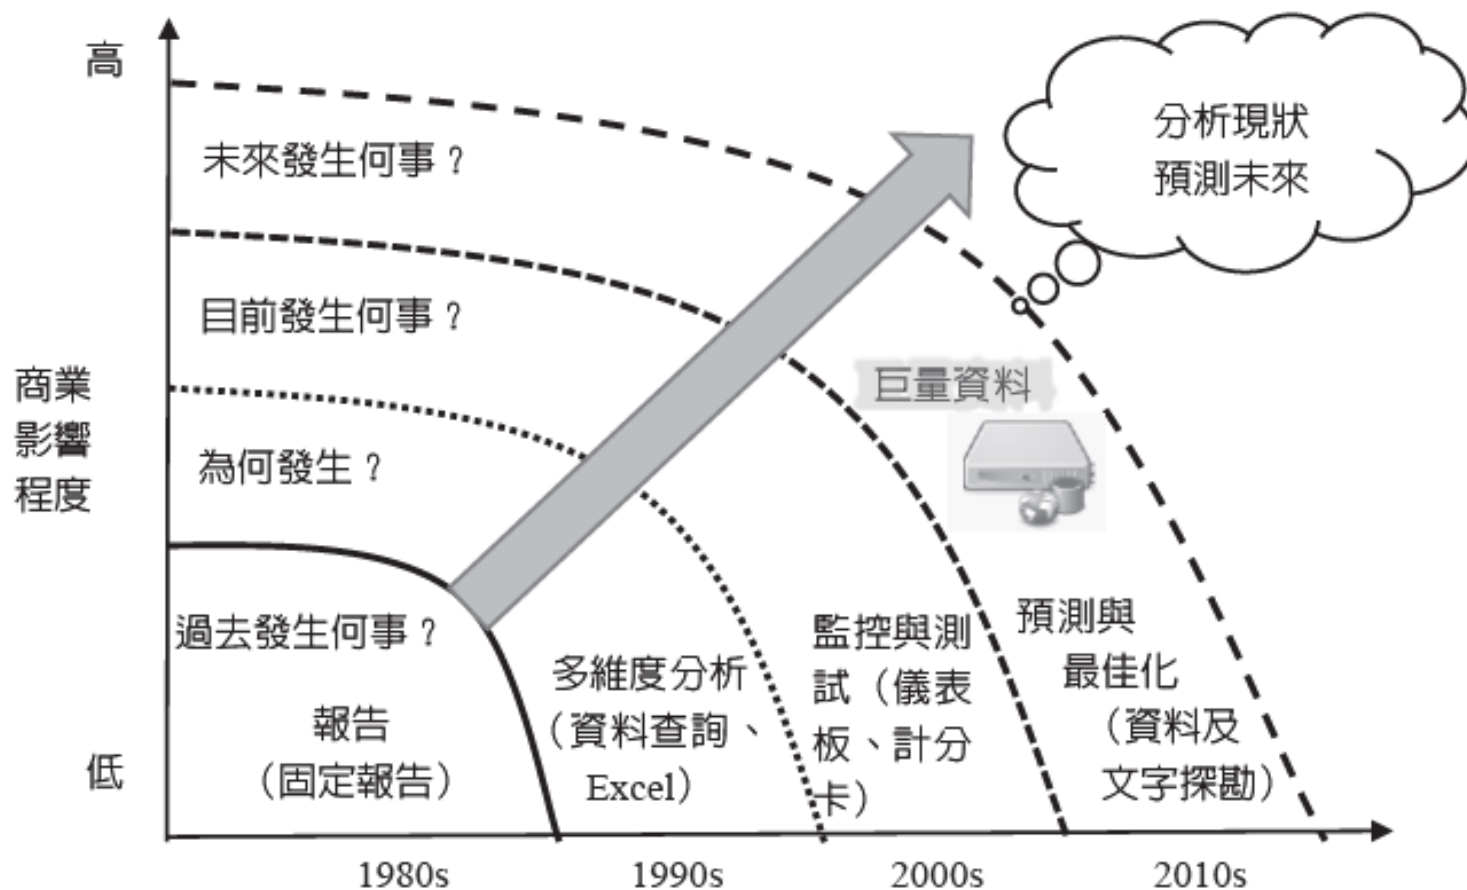 高
分析現狀
預測未來
未來發生何事？
目前發生何事？
巨量資料
商業
影響
程度
為何發生？
過去發生何事？
報告
（固定報告）
多維度分析
（資料查詢、
Excel）
監控與測
試（儀表
板、計分
卡）
預測與
最佳化
（資料及
文字探勘）
低
1980s
1990s
2000s
2010s